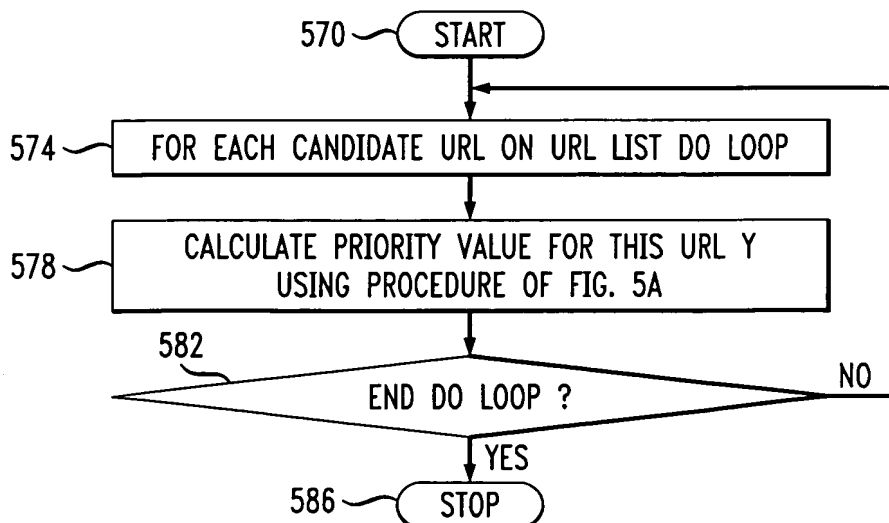 570
START
574
FOR EACH CANDIDATE URL ON URL LIST DO LOOP
578
CALCULATE PRIORITY VALUE FOR THIS URL Y
USING PROCEDURE OF FIG. 5A
582
END DO LOOP ?
NO
YES
586
STOP